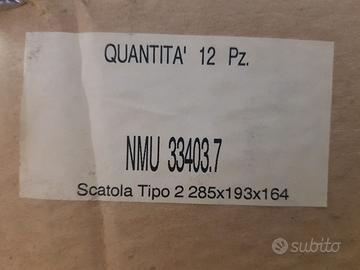 QUANTITA' 12 Pz.
NMU 33403.7
Scatola Tipo 2 285x193x164
subito